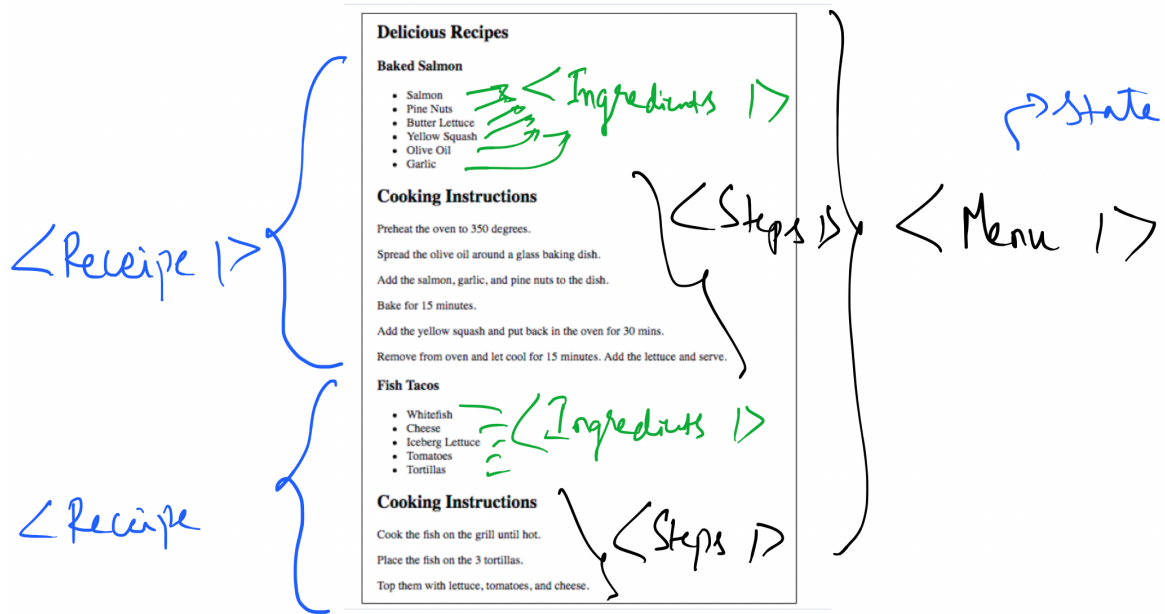 Delicious Recipes
Baked Salmon
• Salmon
• Pine Nuts
• Butter Lettuce
• Yellow Squash
• Olive Oil
• Garlic
<Ingredients />
state
Cooking Instructions
Preheat the oven to 350 degrees.
Spread the olive oil around a glass baking dish.
Add the salmon, garlic, and pine nuts to the dish.
Bake for 15 minutes.
Add the yellow squash and put back in the oven for 30 mins.
Remove from oven and let cool for 15 minutes. Add the lettuce and serve.
<Steps />
<Menu />
<Receipe />
Fish Tacos
• Whitefish
• Cheese
• Iceberg Lettuce
• Tomatoes
• Tortillas
<Ingredients />
<Receipe
Cooking Instructions
Cook the fish on the grill until hot.
Place the fish on the 3 tortillas.
Top them with lettuce, tomatoes, and cheese.
<Steps />